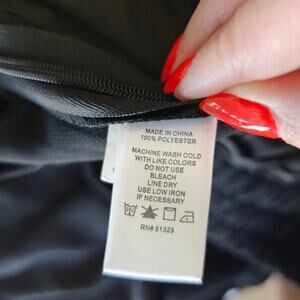 MADE IN CHINA
100% POLYESTER
MACHINE WASH COLD
WITH LIKE COLORS
DO NOT USE
BLEACH
LINE DRY
USE LOW IRON
IF NECESSARY
RN# 51323